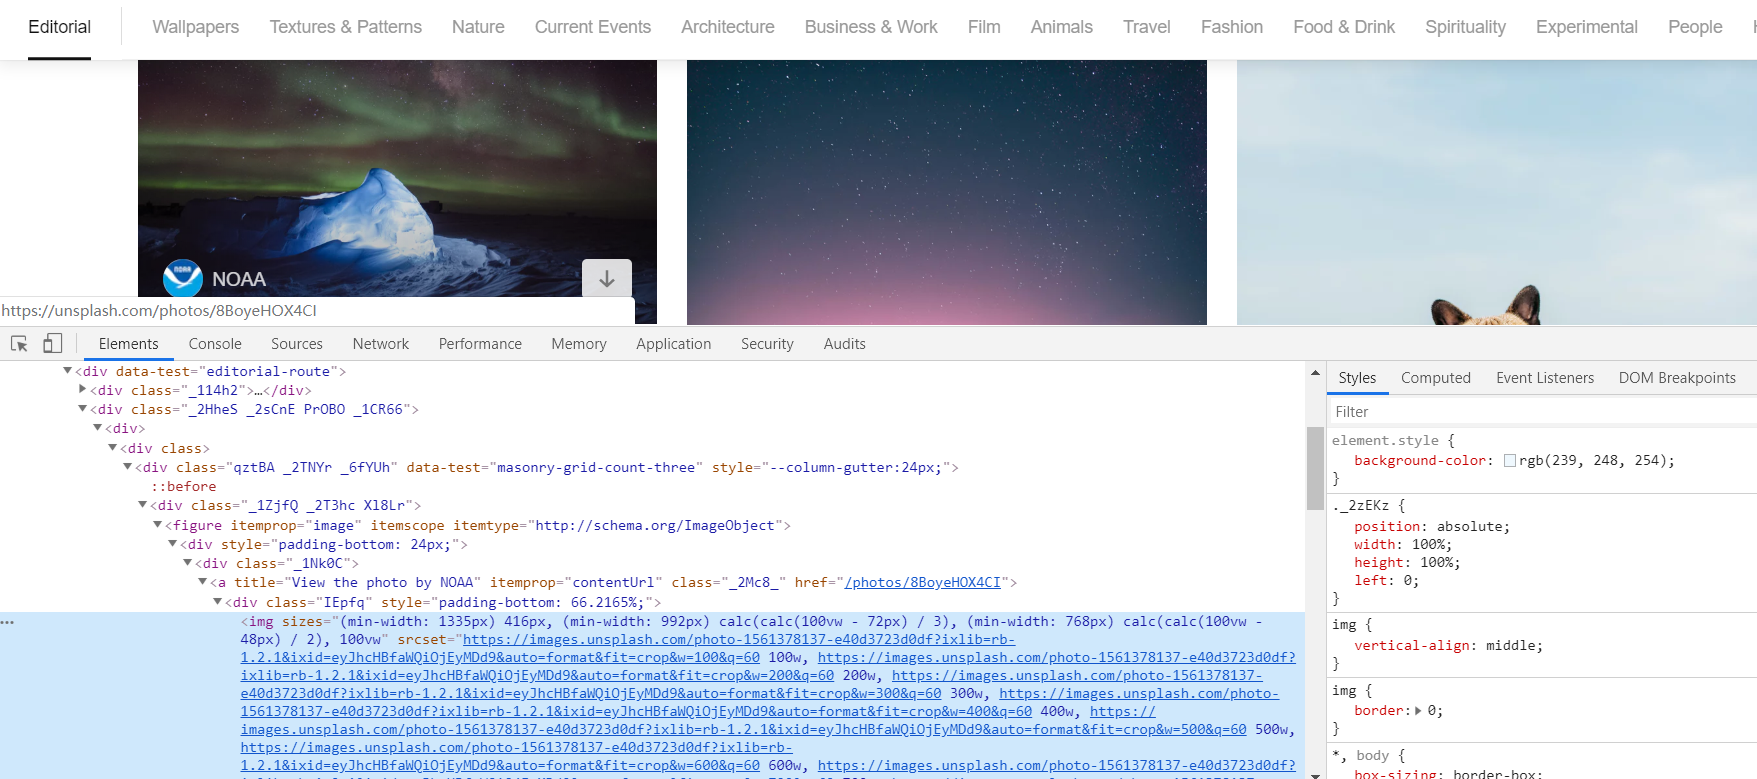 Editorial Wallpapers Textures & Patterns Nature Current Events Architecture Business & Work Film Animals Travel Fashion Food & Drink Spirituality Experimental People
NOAA
https://unsplash.com/photos/8BoyeHOX4CI
Elements Console Sources Network Performance Memory Application Security Audits
<div data-test="editorial-route">
<div class="_114h2">…</div>
<div class="_2HheS _2sCnE PrOBO _1CR66">
<div>
<div class>
<div class="qztBA _2TNYr _6fYUh" data-test="masonry-grid-count-three" style="--column-gutter:24px;">
::before
<div class="_1ZjfQ _2T3hc Xl8Lr">
<figure itemprop="image" itemscope itemtype="http://schema.org/ImageObject">
<div style="padding-bottom: 24px;">
<div class="_1Nk0C">
<a title="View the photo by NOAA" itemprop="contentUrl" class="_2Mc8_" href="/photos/8BoyeHOX4CI">
<div class="IEpfq" style="padding-bottom: 66.2165%;">
<img sizes="(min-width: 1335px) 416px, (min-width: 992px) calc(calc(100vw - 72px) / 3), (min-width: 768px) calc(calc(100vw -
48px) / 2), 100vw" srcset="https://images.unsplash.com/photo-1561378137-e40d3723d0df?ixlib=rb-
1.2.1&ixid=eyJhcHBfaWQiOjEyMDd9&auto=format&fit=crop&w=100&q=60 100w, https://images.unsplash.com/photo-1561378137-e40d3723d0df?
ixlib=rb-1.2.1&ixid=eyJhcHBfaWQiOjEyMDd9&auto=format&fit=crop&w=200&q=60 200w, https://images.unsplash.com/photo-1561378137-
e40d3723d0df?ixlib=rb-1.2.1&ixid=eyJhcHBfaWQiOjEyMDd9&auto=format&fit=crop&w=300&q=60 300w, https://images.unsplash.com/photo-
1561378137-e40d3723d0df?ixlib=rb-1.2.1&ixid=eyJhcHBfaWQiOjEyMDd9&auto=format&fit=crop&w=400&q=60 400w, https://
images.unsplash.com/photo-1561378137-e40d3723d0df?ixlib=rb-1.2.1&ixid=eyJhcHBfaWQiOjEyMDd9&auto=format&fit=crop&w=500&q=60 500w,
https://images.unsplash.com/photo-1561378137-e40d3723d0df?ixlib=rb-
1.2.1&ixid=eyJhcHBfaWQiOjEyMDd9&auto=format&fit=crop&w=600&q=60 600w,
Styles Computed Event Listeners DOM Breakpoints
Filter
element.style {
background-color: rgb(239, 248, 254);
}
._2zEKz {
position: absolute;
width: 100%;
height: 100%;
left: 0;
}
img {
vertical-align: middle;
}
img {
border: 0;
}
*, body {
box-sizing: border-box;